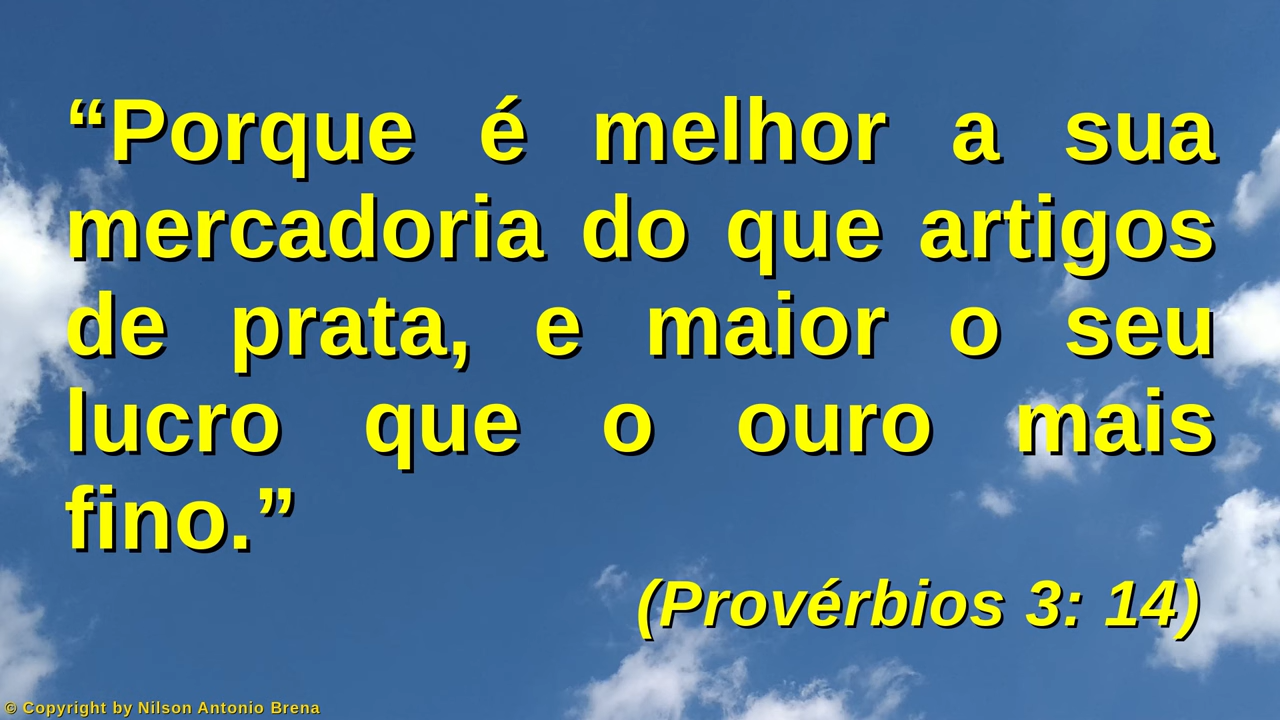 “Porque é melhor a sua
mercadoria do que artigos
de prata, e maior o seu
lucro que o ouro mais
fino.”
(Provérbios 3: 14)
© Copyright by Nilson Antonio Brena